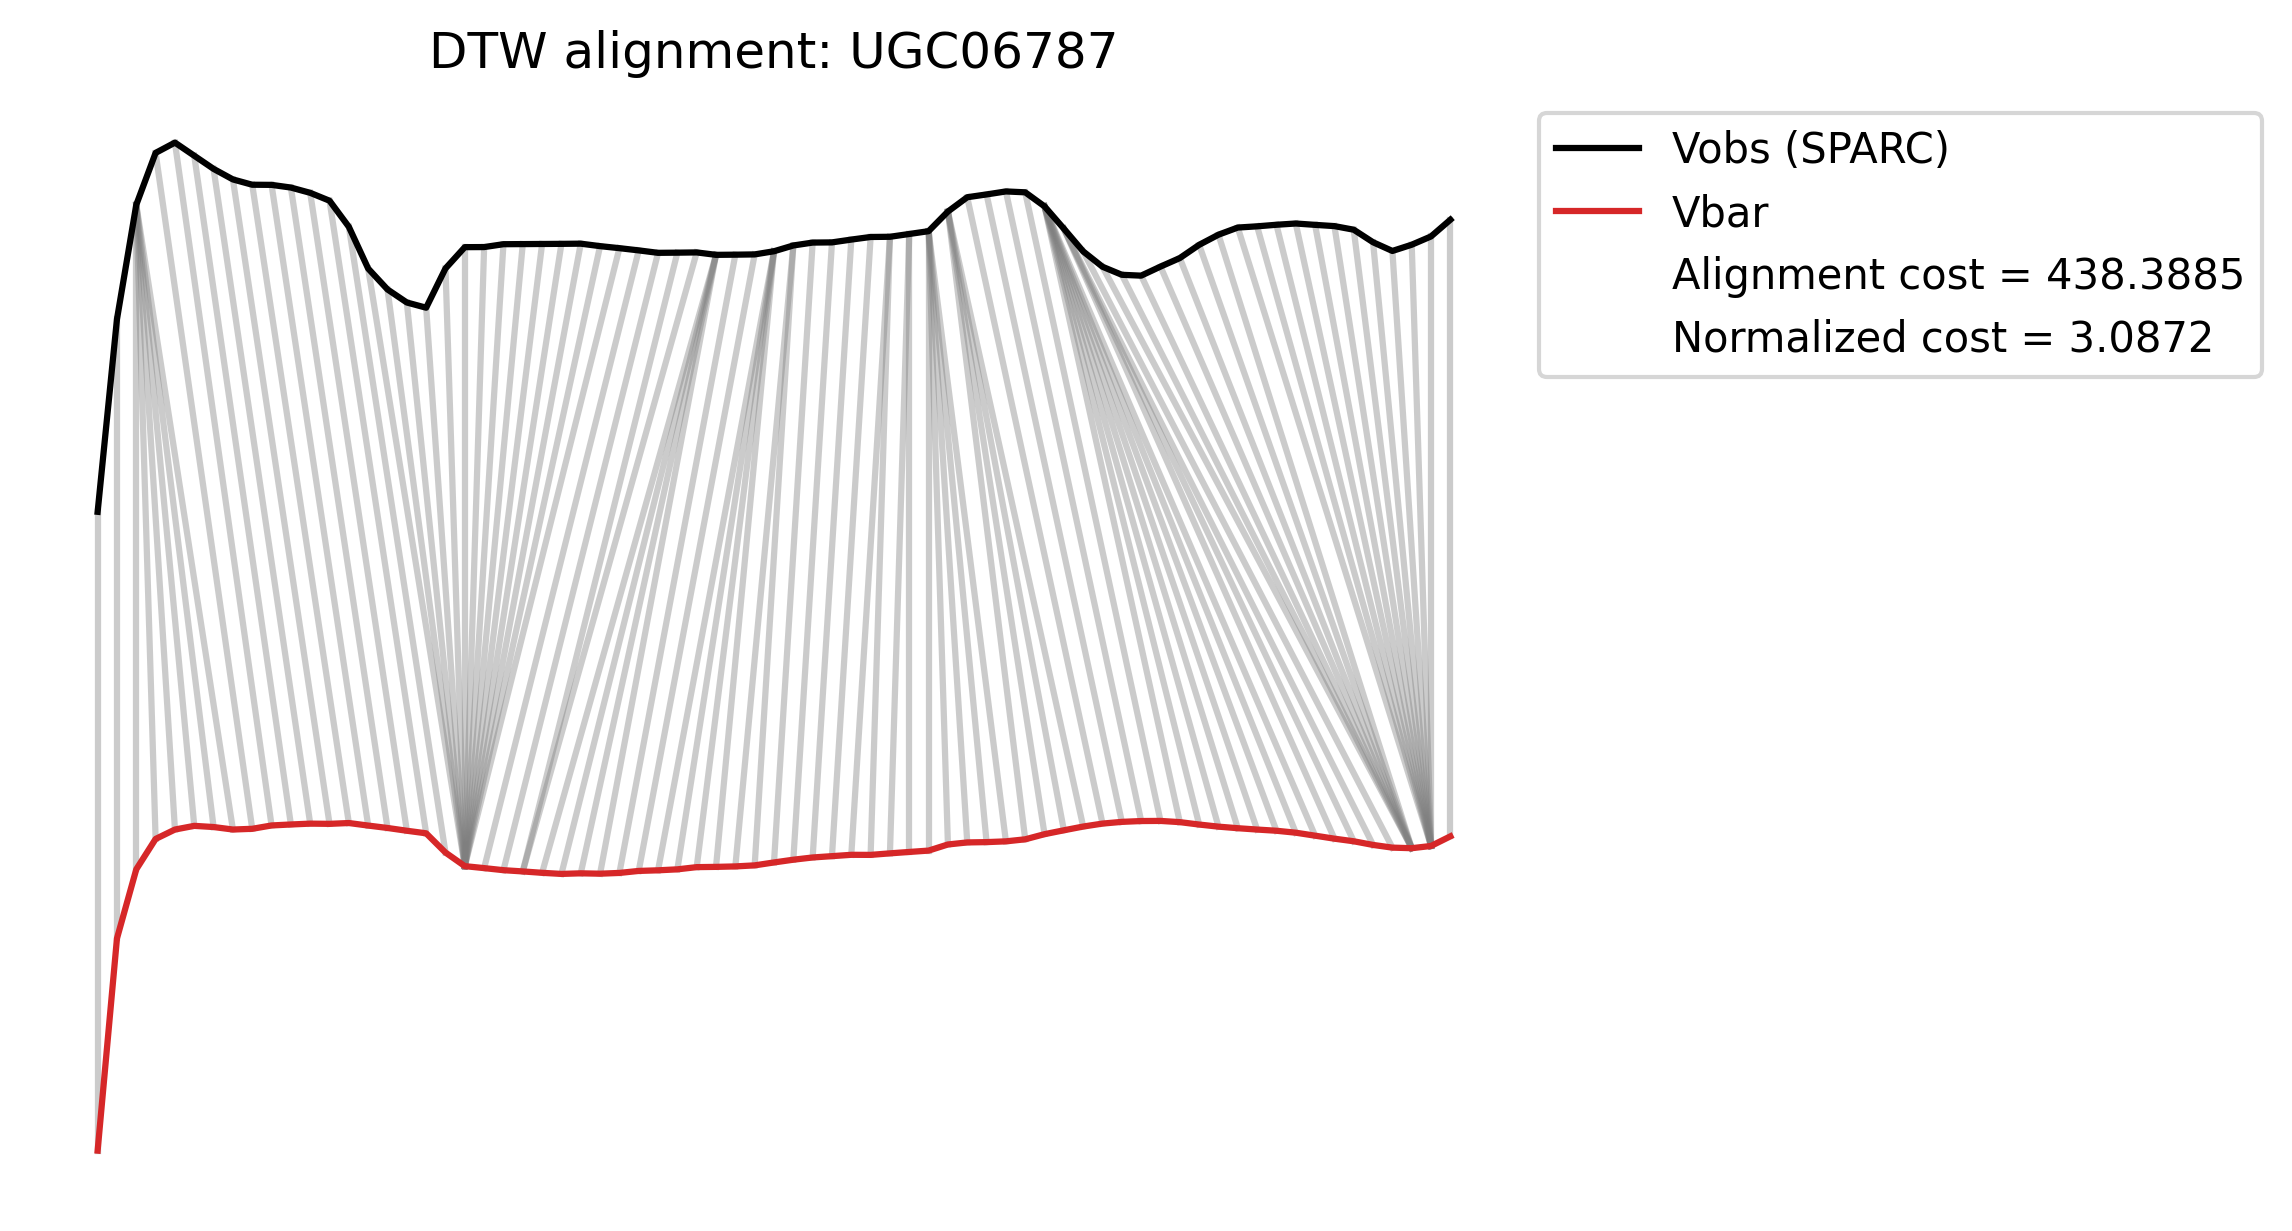 DTW alignment: UGC06787
Vobs (SPARC)
Vbar
Alignment cost = 438.3885
Normalized cost = 3.0872